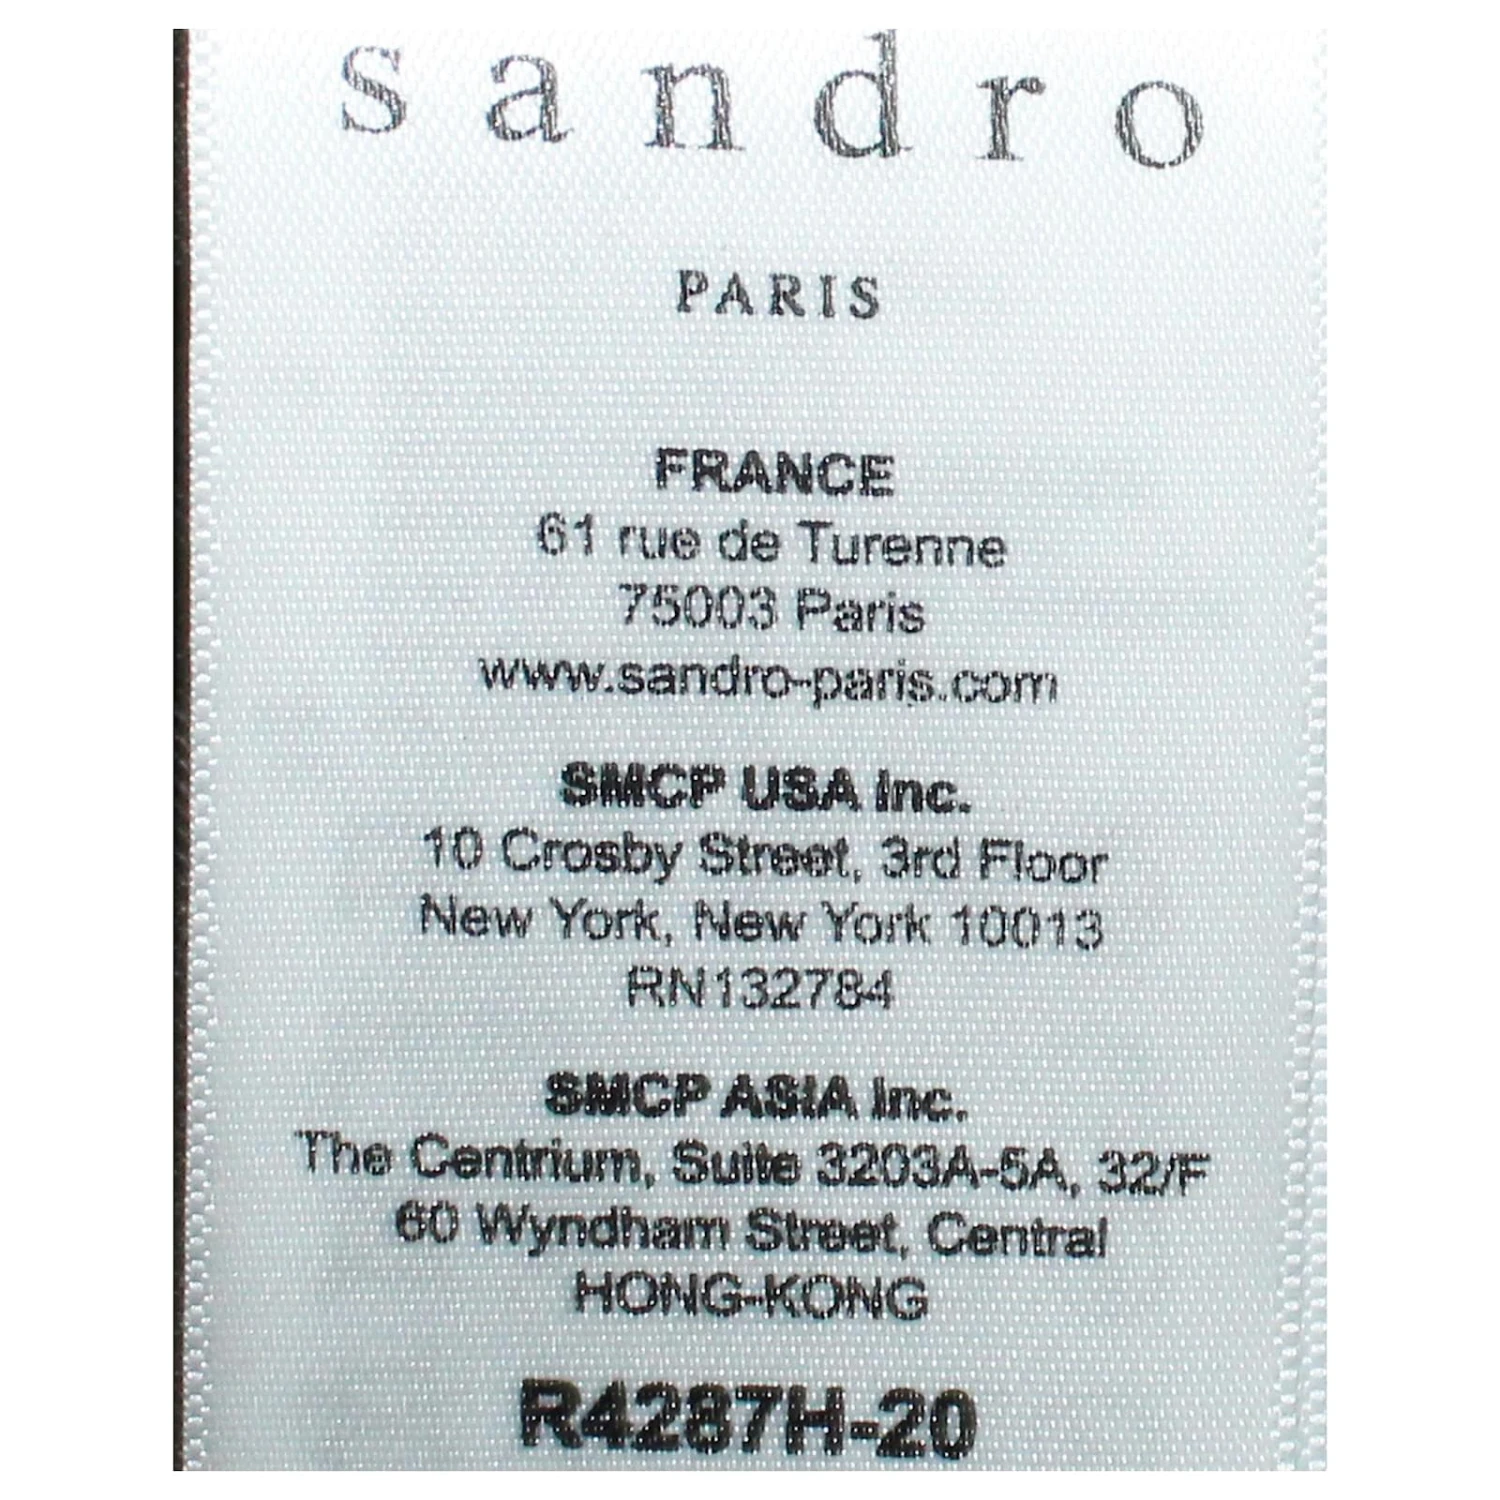 sandro
PARIS
FRANCE
61 rue de Turenne
75003 Paris
www.sandro-paris.com
SMCP USA Inc.
10 Crosby Street, 3rd Floor
New York, New York 10013
RN132784
SMCP ASIA Inc.
The Centrium, Suite 3203A-5A, 32/F
60 Wyndham Street, Central
HONG-KONG
R4287H-20